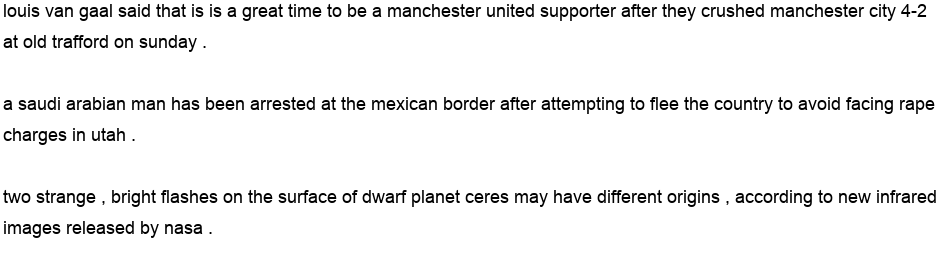 louis van gaal said that is is a great time to be a manchester united supporter after they crushed manchester city 4-2
at old trafford on sunday .
a saudi arabian man has been arrested at the mexican border after attempting to flee the country to avoid facing rape
charges in utah .
two strange , bright flashes on the surface of dwarf planet ceres may have different origins , according to new infrared
images released by nasa .